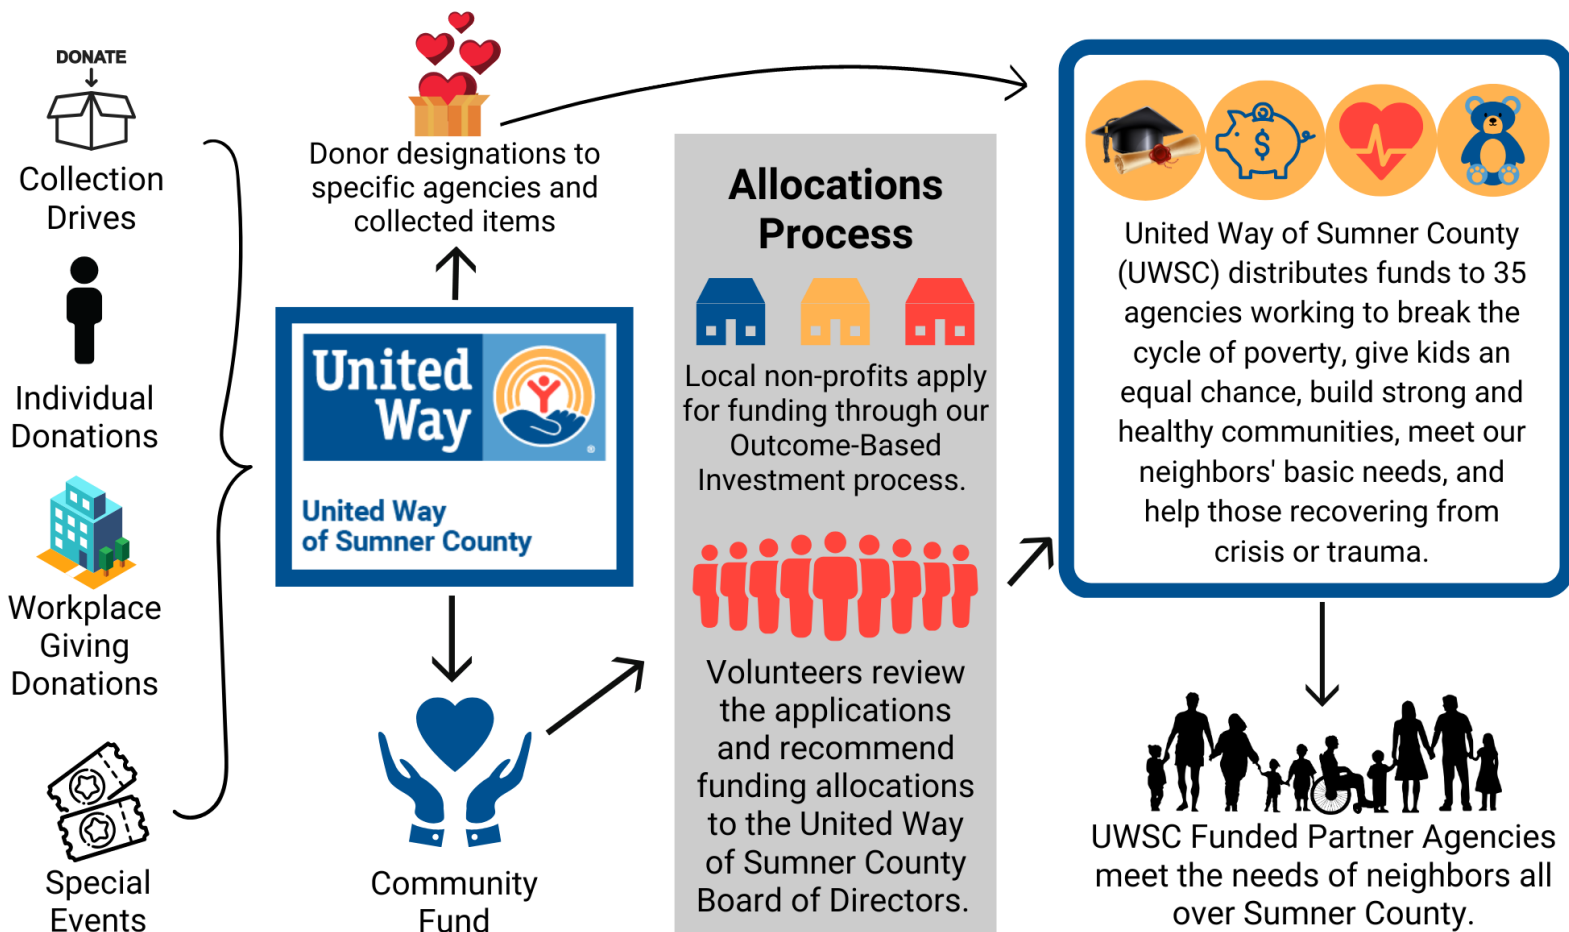 DONATE
Collection
Drives
Individual
Donations
Workplace
Giving
Donations
Special
Events
Donor designations to
specific agencies and
collected items
United
Way
®
United Way
of Sumner County
Community
Fund
Allocations
Process
Local non-profits apply
for funding through our
Outcome-Based
Investment process.
Volunteers review
the applications
and recommend
funding allocations
to the United Way
of Sumner County
Board of Directors.
$
United Way of Sumner County
(UWSC) distributes funds to 35
agencies working to break the
cycle of poverty, give kids an
equal chance, build strong and
healthy communities, meet our
neighbors' basic needs, and
help those recovering from
crisis or trauma.
UWSC Funded Partner Agencies
meet the needs of neighbors all
over Sumner County.